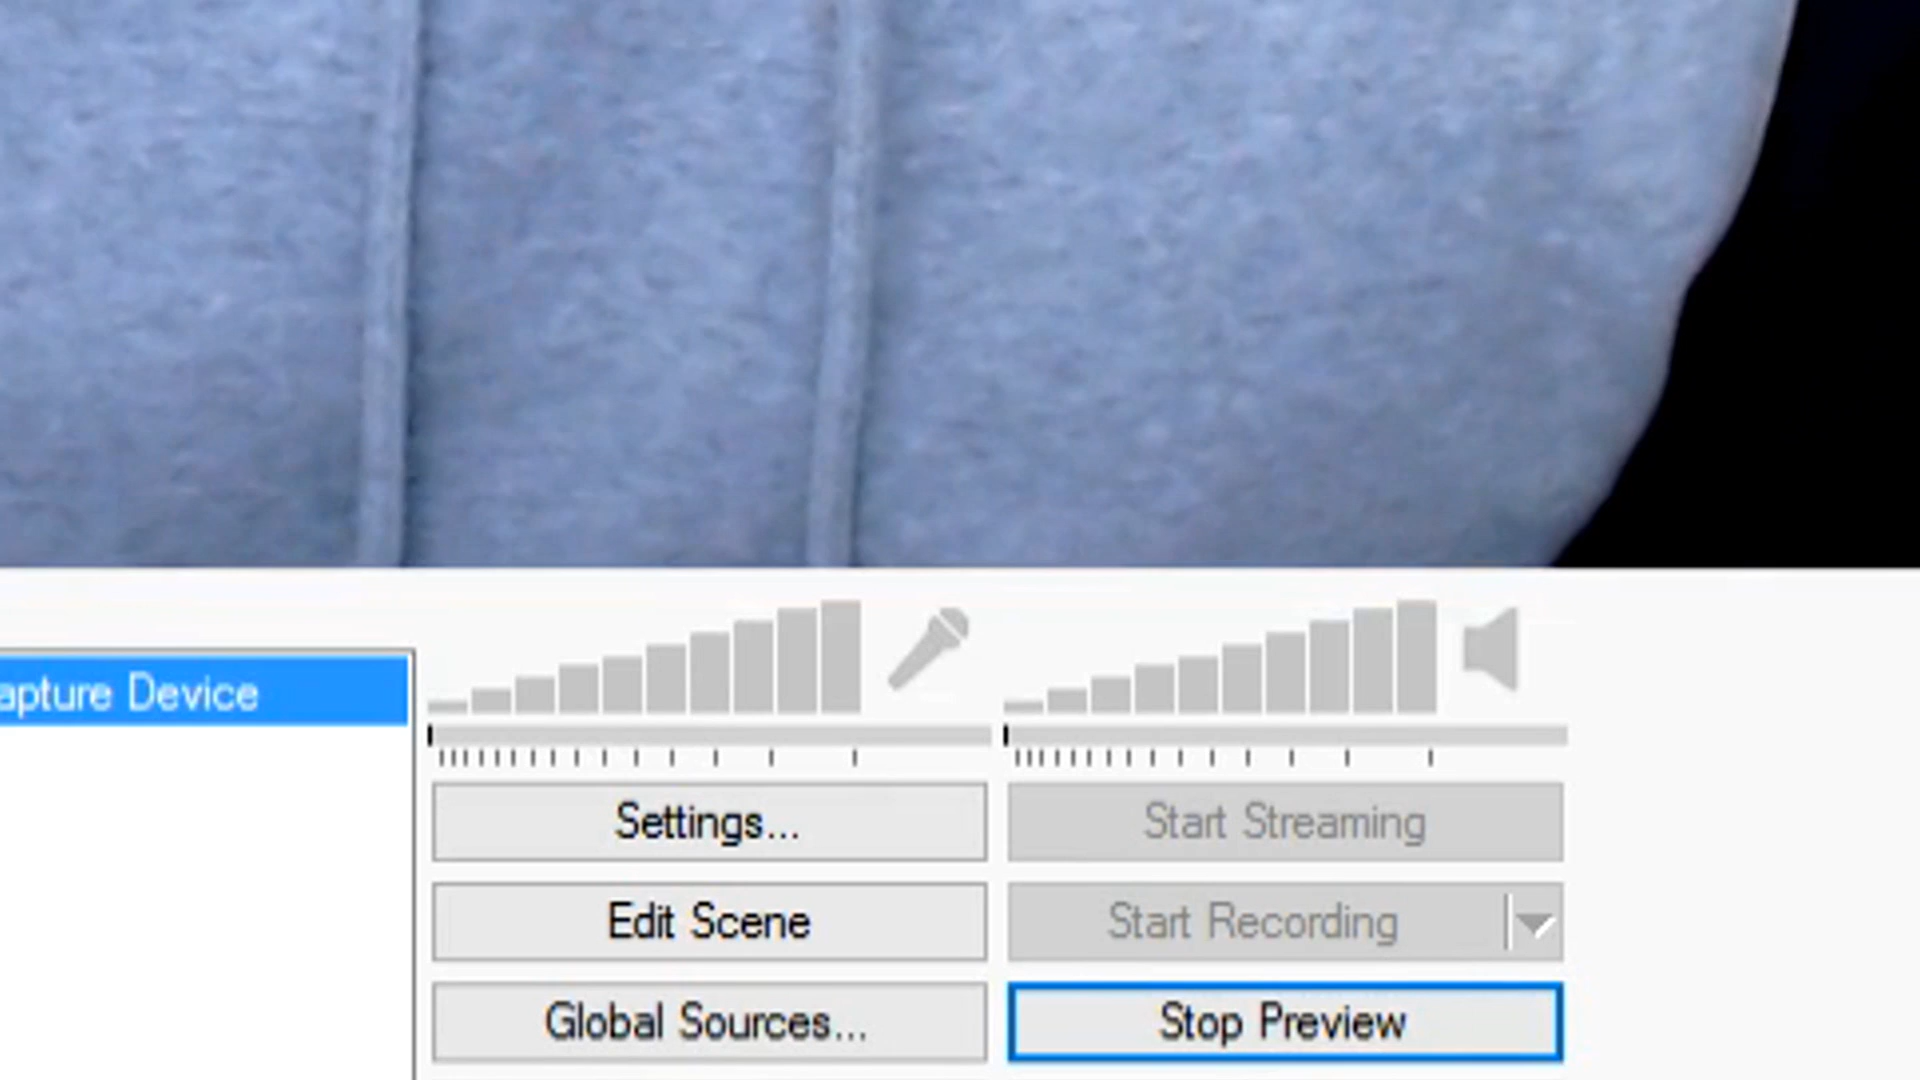 apture Device
Settings...
Start Streaming
Edit Scene
Start Recording
Global Sources...
Stop Preview